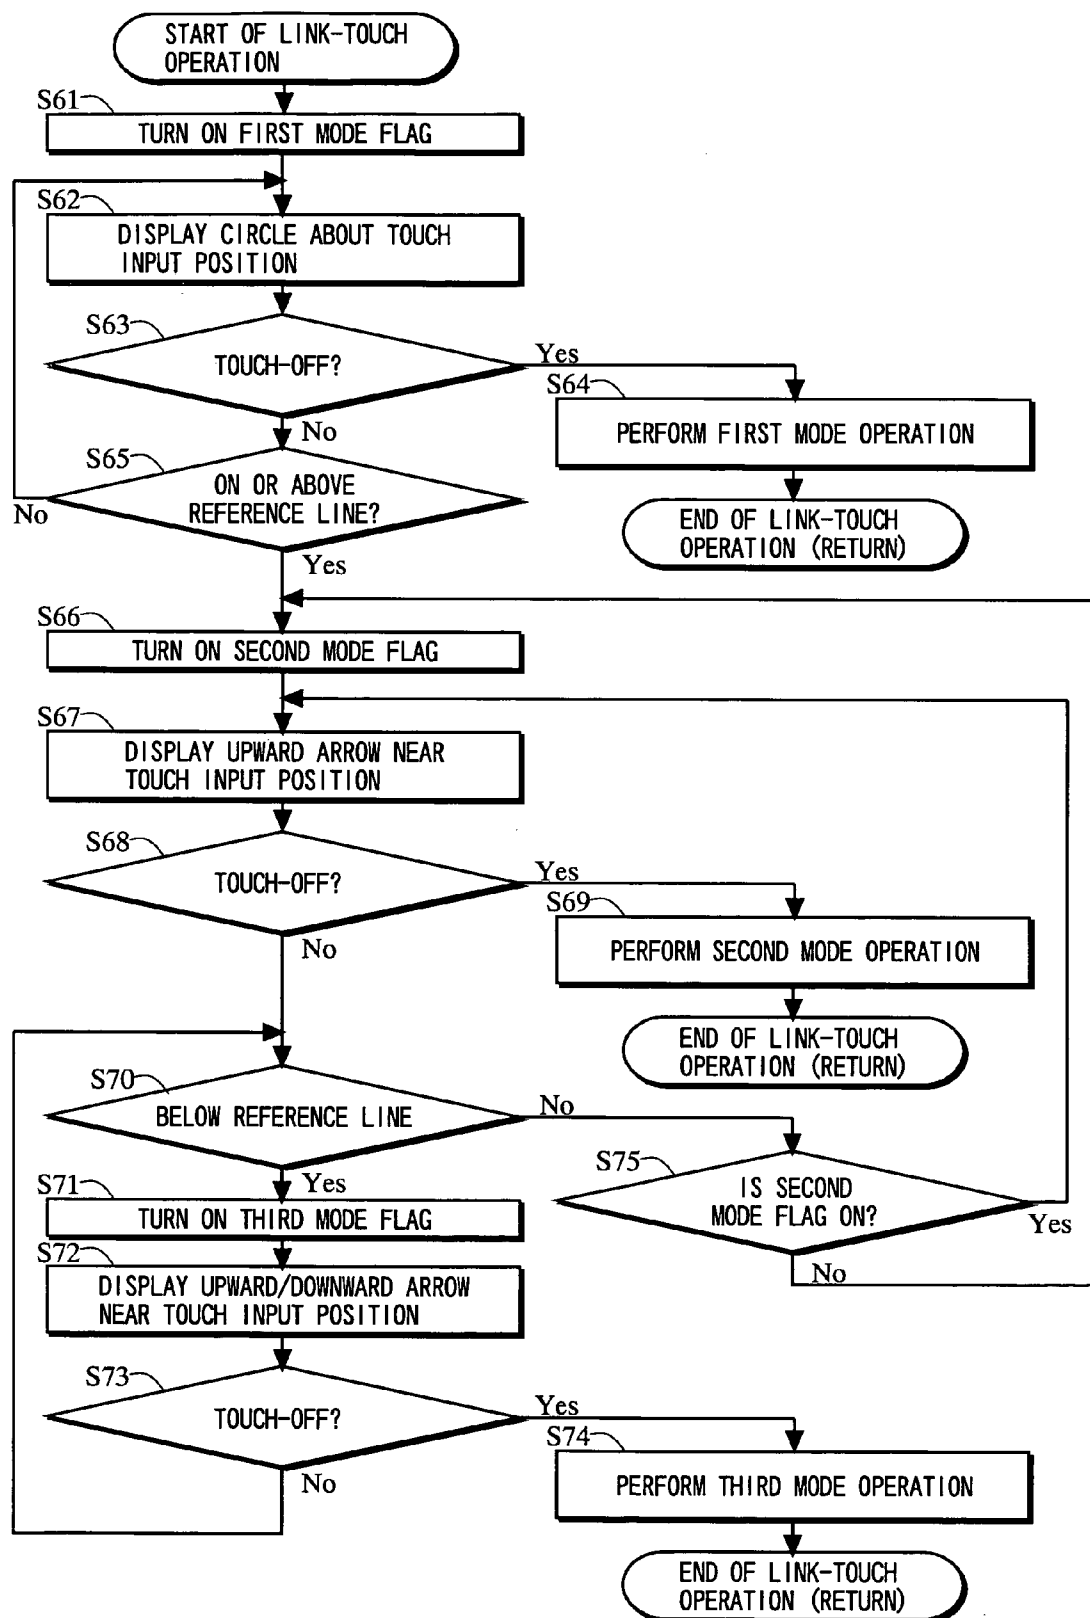 START OF LINK-TOUCH
OPERATION
S61
TURN ON FIRST MODE FLAG
S62
DISPLAY CIRCLE ABOUT TOUCH
INPUT POSITION
S63
TOUCH-OFF?
Yes
No
S64
PERFORM FIRST MODE OPERATION
END OF LINK-TOUCH
OPERATION (RETURN)
S65
ON OR ABOVE
REFERENCE LINE?
No
Yes
S66
TURN ON SECOND MODE FLAG
S67
DISPLAY UPWARD ARROW NEAR
TOUCH INPUT POSITION
S68
TOUCH-OFF?
Yes
No
S69
PERFORM SECOND MODE OPERATION
END OF LINK-TOUCH
OPERATION (RETURN)
S70
BELOW REFERENCE LINE
No
Yes
S75
IS SECOND
MODE FLAG ON?
Yes
No
S71
TURN ON THIRD MODE FLAG
S72
DISPLAY UPWARD/DOWNWARD ARROW
NEAR TOUCH INPUT POSITION
S73
TOUCH-OFF?
Yes
No
S74
PERFORM THIRD MODE OPERATION
END OF LINK-TOUCH
OPERATION (RETURN)